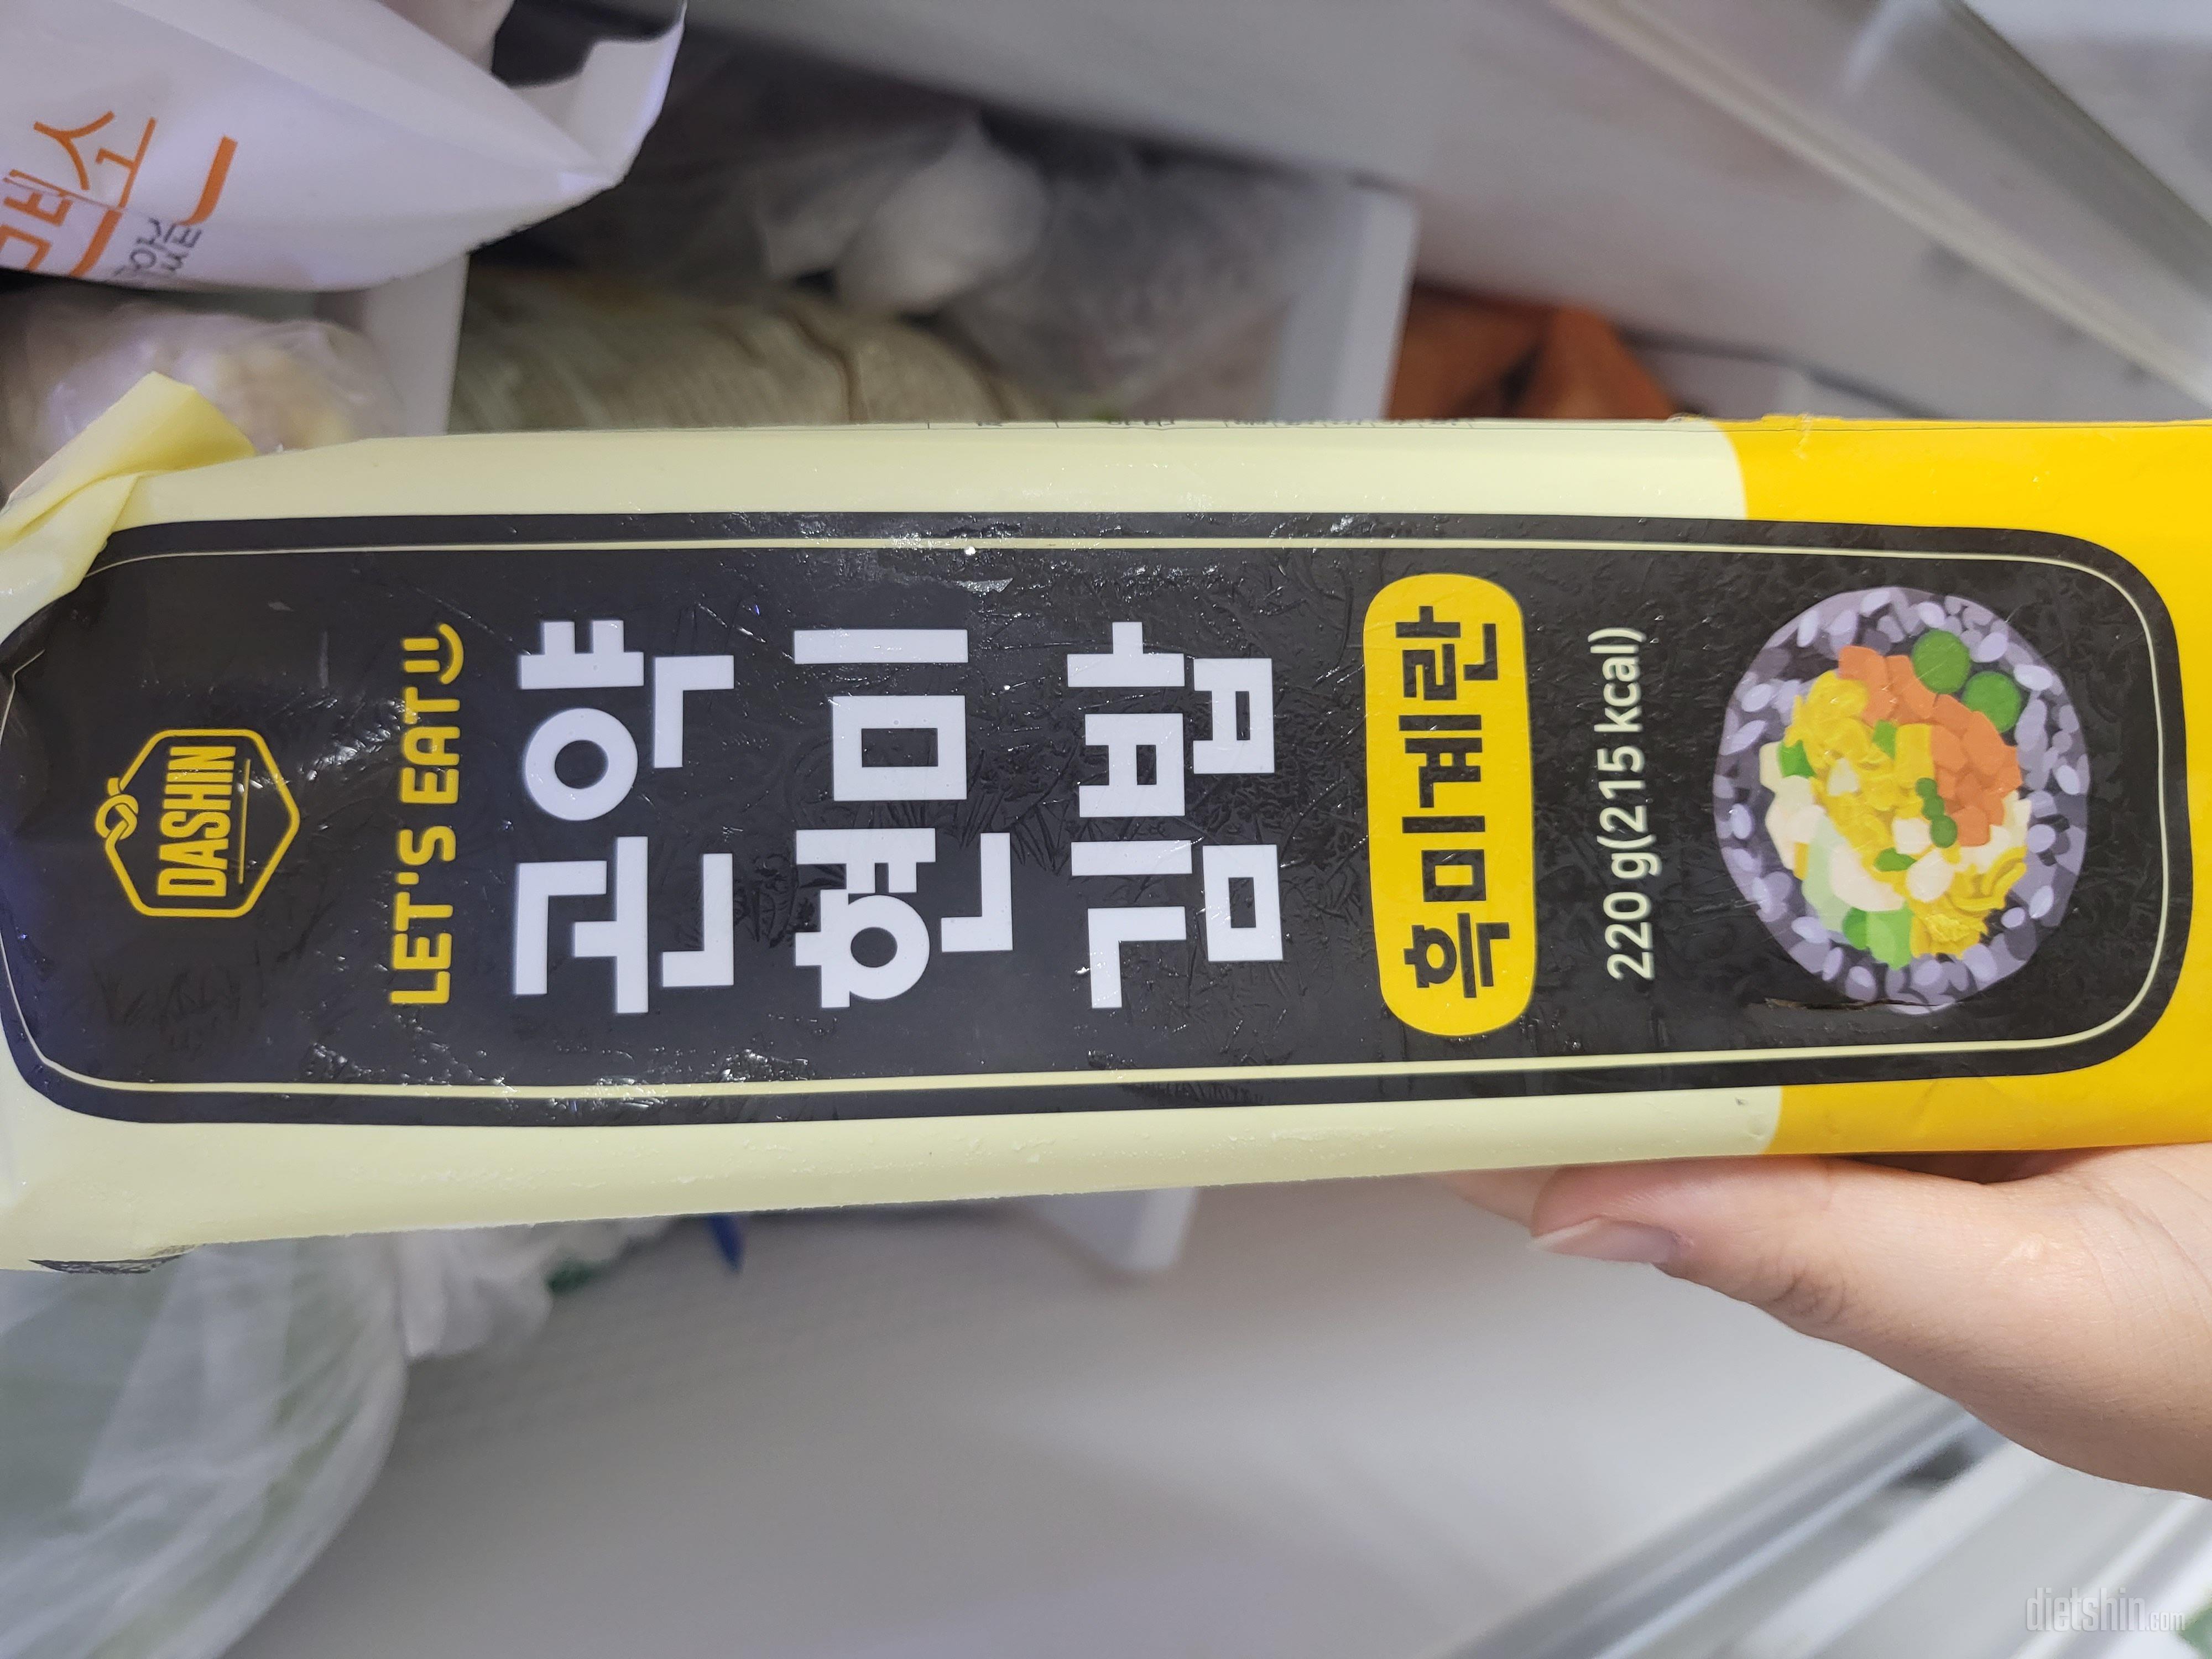 DASHIN
LET'S EAT
곤약
현미
김밥
흑미계란
220 g(215 kcal)
dietshin.com